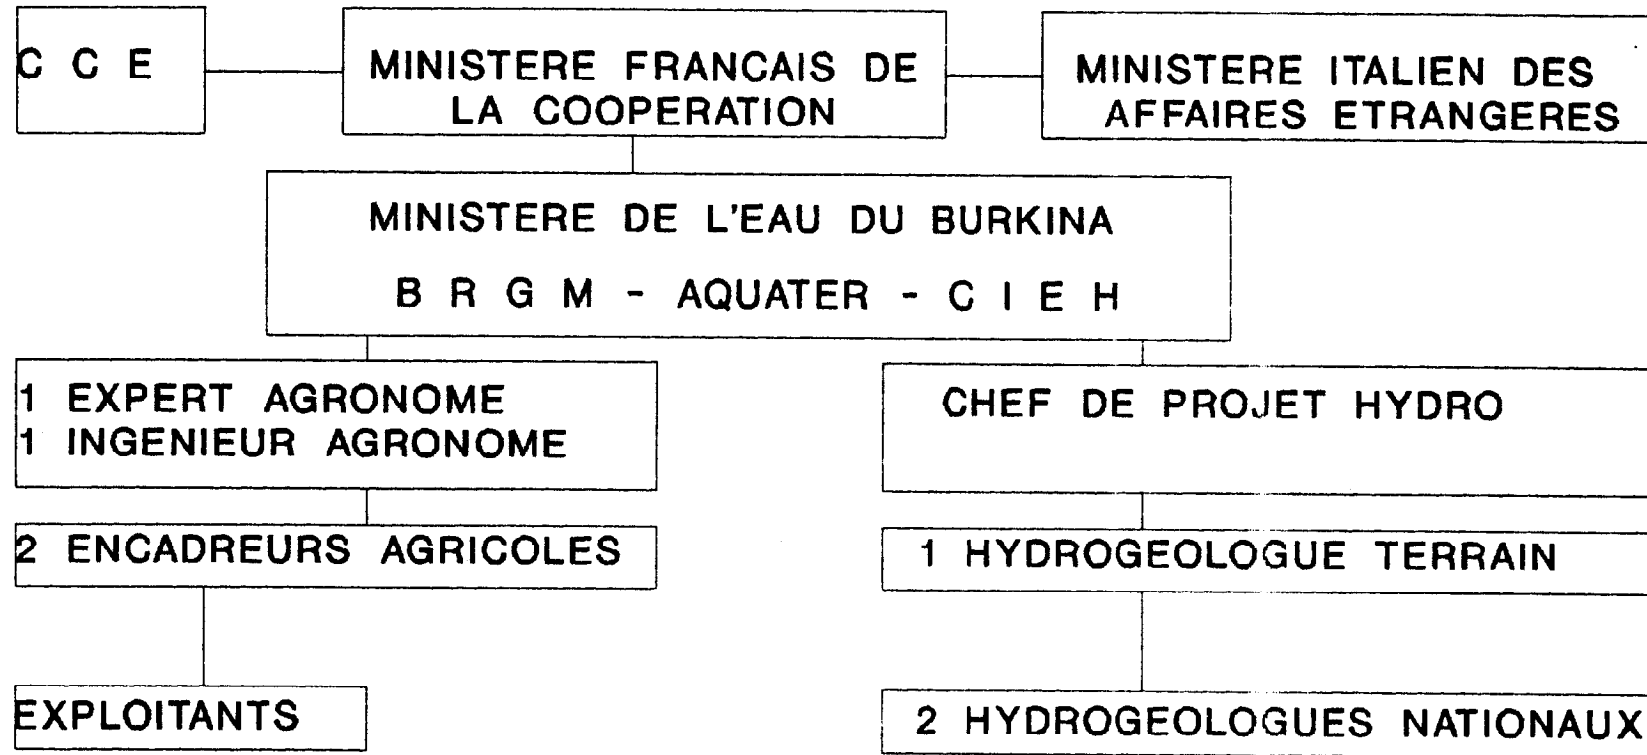 C C E
MINISTERE FRANCAIS DE
LA COOPERATION
MINISTERE ITALIEN DES
AFFAIRES ETRANGERES
MINISTERE DE L'EAU DU BURKINA
B R G M - AQUATER - C I E H
1 EXPERT AGRONOME
1 INGENIEUR AGRONOME
CHEF DE PROJET HYDRO
2 ENCADREURS AGRICOLES
1 HYDROGEOLOGUE TERRAIN
EXPLOITANTS
2 HYDROGEOLOGUES NATIONAUX